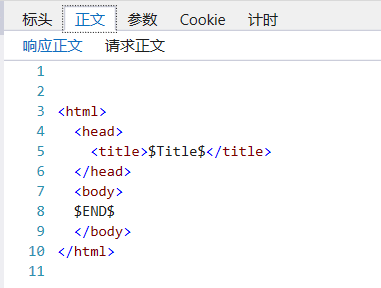 标头 正文 参数 Cookie 计时
响应正文 请求正文
1
2
3 <html>
4   <head>
5     <title>$Title$</title>
6   </head>
7   <body>
8   $END$
9   </body>
10 </html>
11